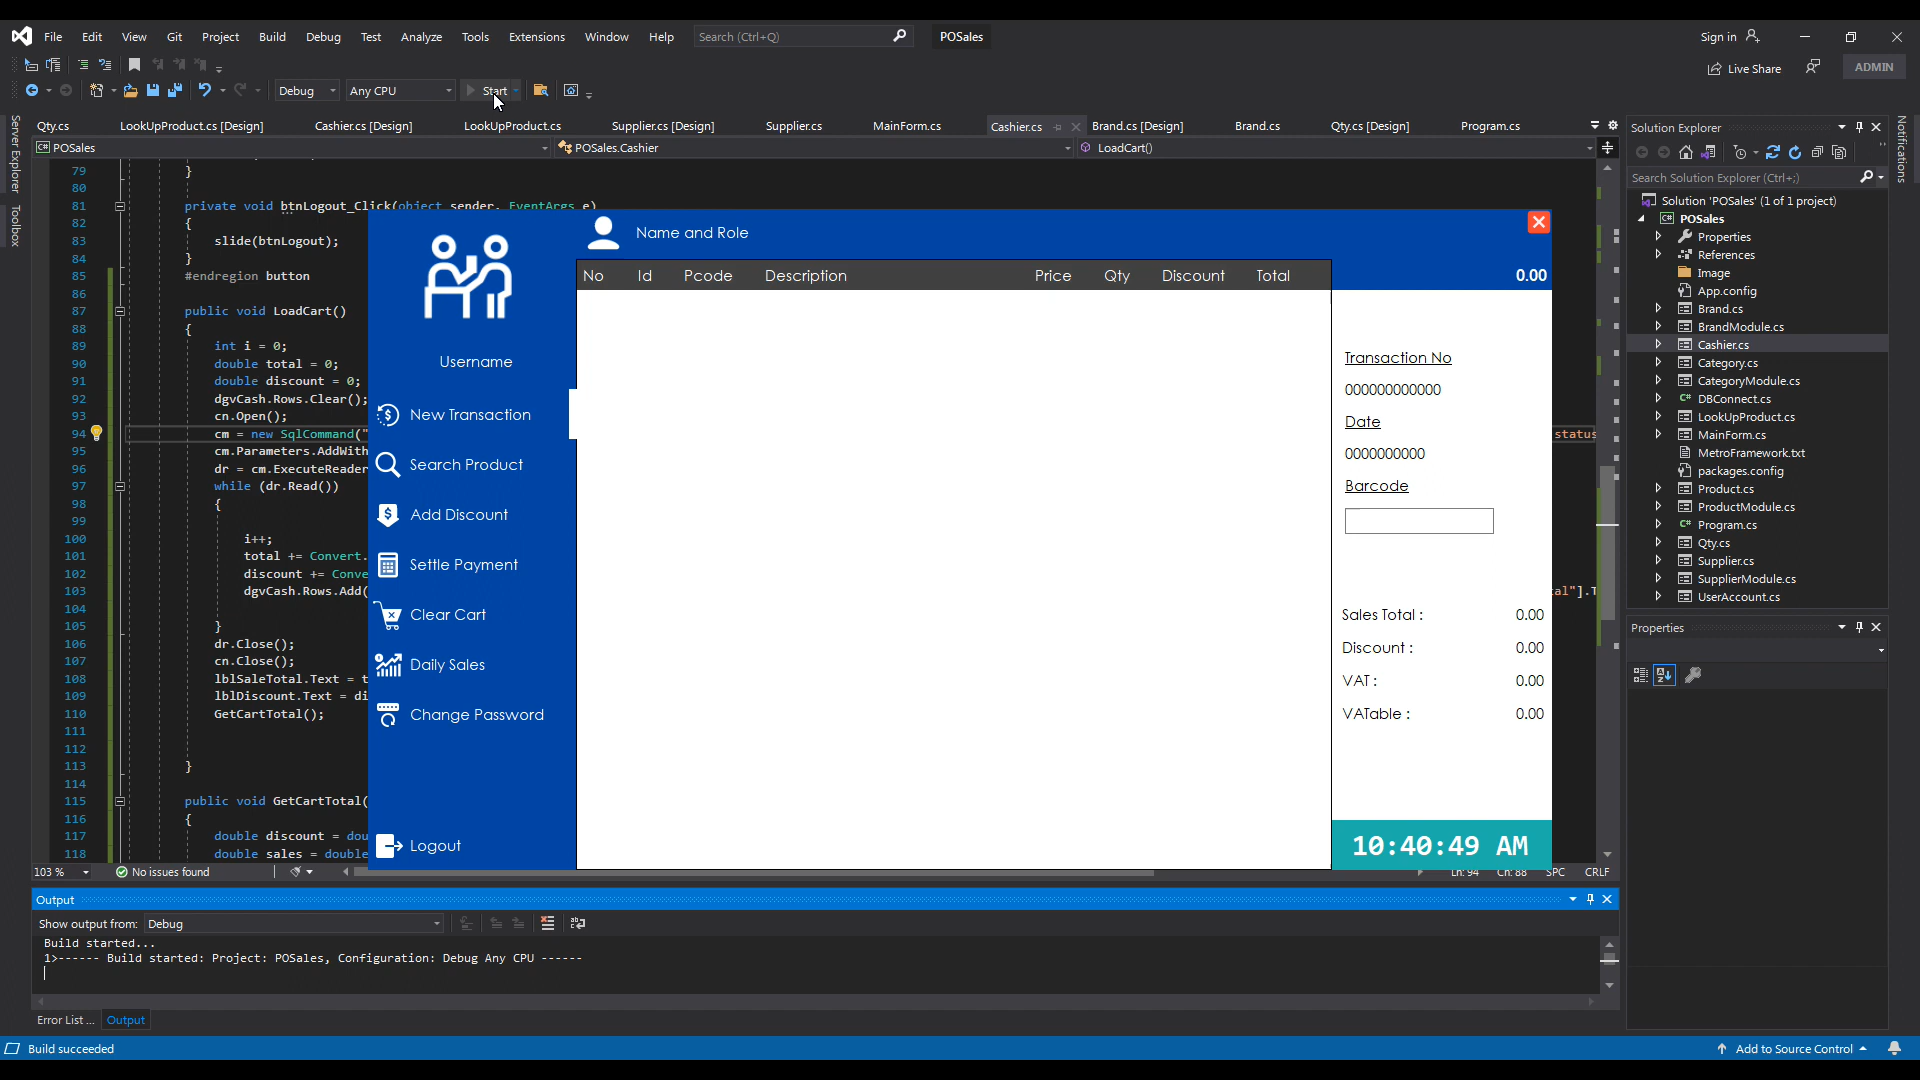 File Edit View Git Project Build Debug Test Analyze Tools Extensions Window Help Search (Ctrl+Q) POSales Sign in
Live Share ADMIN
Debug Any CPU Start
Qty.cs LookUpProduct.cs [Design] Cashier.cs [Design] LookUpProduct.cs Supplier.cs [Design] Supplier.cs MainForm.cs Cashier.cs Brand.cs [Design] Brand.cs Qty.cs [Design] Program.cs
POSales POSales.Cashier LoadCart()
Server Explorer
Toolbox
79 }
80
81 private void btnLogout_Click(object sender, EventArgs e)
82 {
83 slide(btnLogout);
84 }
85 #endregion button
86
87 public void LoadCart()
88 {
89 int i = 0;
90 double total = 0;
91 double discount = 0;
92 dgvCash.Rows.Clear();
93 cn.Open();
94 cm = new SqlCommand(" status
95 cm.Parameters.AddWith
96 dr = cm.ExecuteReader
97 while (dr.Read())
98 {
99
100 i++;
101 total += Convert.
102 discount += Conve
103 dgvCash.Rows.Add( al"].T
104
105 }
106 dr.Close();
107 cn.Close();
108 lblSaleTotal.Text = t
109 lblDiscount.Text = di
110 GetCartTotal();
111
112
113 }
114
115 public void GetCartTotal(
116 {
117 double discount = dou
118 double sales = double
Username
New Transaction
Search Product
Add Discount
Settle Payment
Clear Cart
Daily Sales
Change Password
Logout
Name and Role
No Id Pcode Description Price Qty Discount Total
0.00
Transaction No
000000000000
Date
0000000000
Barcode
Sales Total : 0.00
Discount : 0.00
VAT : 0.00
VATable : 0.00
10:40:49 AM
103 % No issues found Ln: 94 Ch: 88 SPC CRLF
Output
Show output from: Debug
Build started...
1>------ Build started: Project: POSales, Configuration: Debug Any CPU ------
Error List ... Output
Build succeeded
Add to Source Control
Solution Explorer
Search Solution Explorer (Ctrl+;)
Solution 'POSales' (1 of 1 project)
POSales
Properties
References
Image
App.config
Brand.cs
BrandModule.cs
Cashier.cs
Category.cs
CategoryModule.cs
DBConnect.cs
LookUpProduct.cs
MainForm.cs
MetroFramework.txt
packages.config
Product.cs
ProductModule.cs
Program.cs
Qty.cs
Supplier.cs
SupplierModule.cs
UserAccount.cs
Properties
Notifications